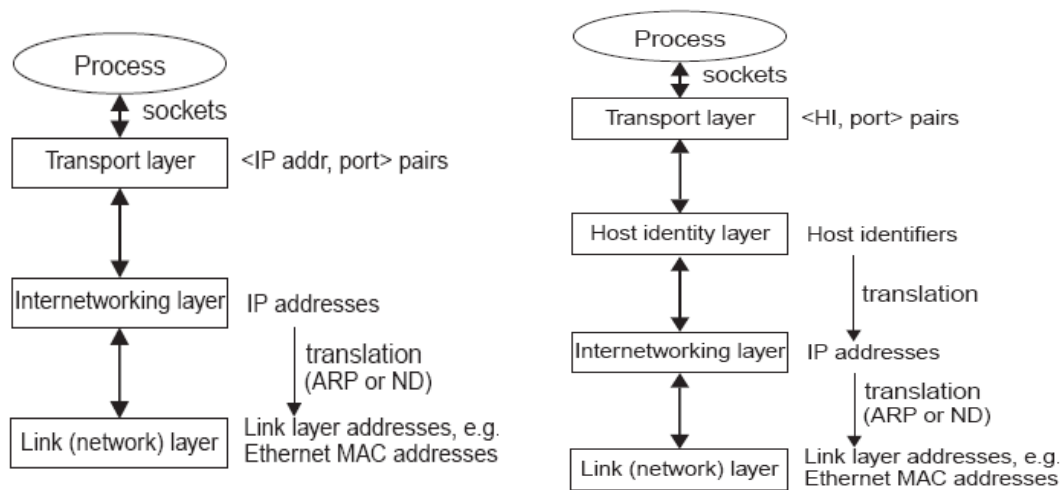 Process
sockets
Transport layer
<IP addr, port> pairs
Internetworking layer
IP addresses
translation
(ARP or ND)
Link (network) layer
Link layer addresses, e.g.
Ethernet MAC addresses
Process
sockets
Transport layer
<HI, port> pairs
Host identity layer
Host identifiers
translation
Internetworking layer
IP addresses
translation
(ARP or ND)
Link (network) layer
Link layer addresses, e.g.
Ethernet MAC addresses